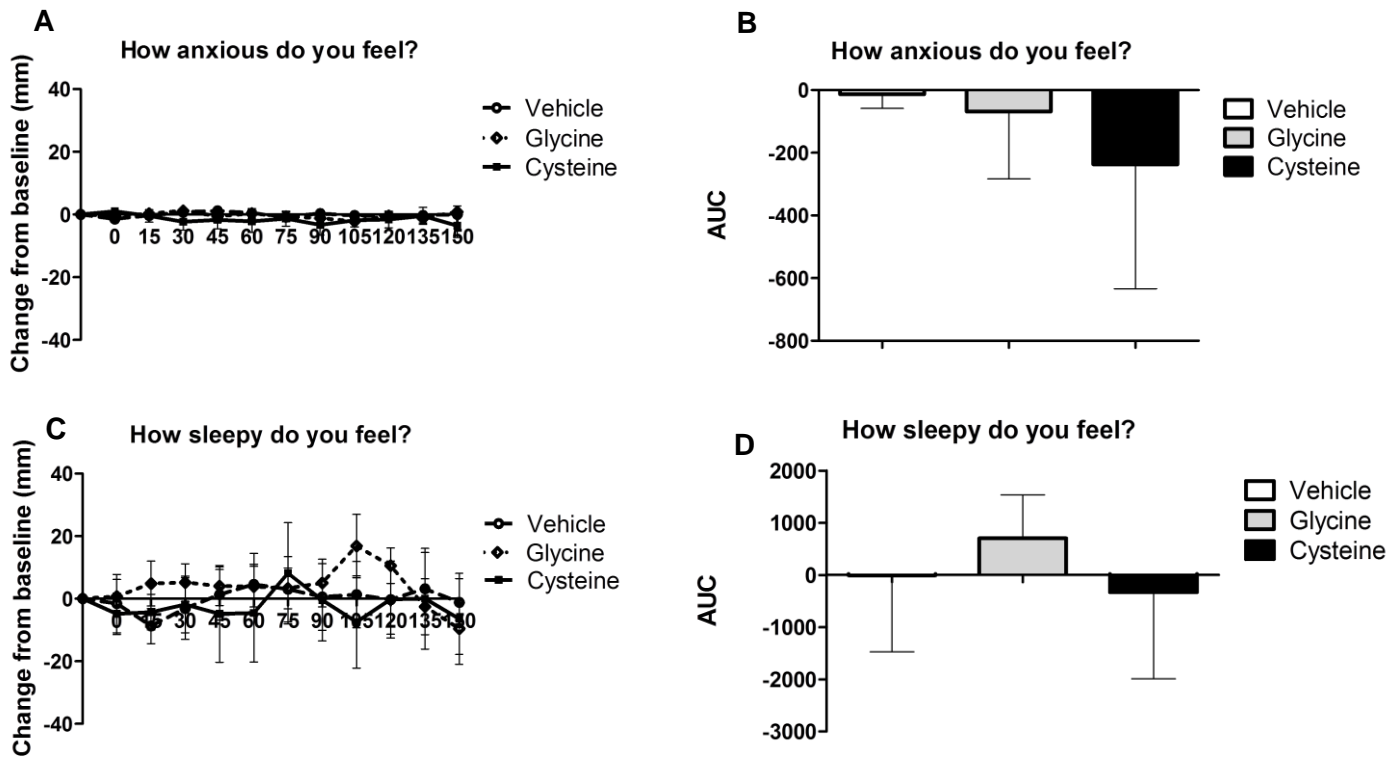 A
How anxious do you feel?
Change from baseline (mm)
40
20
0
-20
-40
0 15 30 45 60 75 90 105 120 135 150
Vehicle
Glycine
Cysteine
B
How anxious do you feel?
AUC
0
-200
-400
-600
-800
Vehicle
Glycine
Cysteine
C
How sleepy do you feel?
Change from baseline (mm)
40
20
0
-20
-40
0 15 30 45 60 75 90 105 120 135 150
Vehicle
Glycine
Cysteine
D
How sleepy do you feel?
AUC
2000
1000
0
-1000
-2000
-3000
Vehicle
Glycine
Cysteine